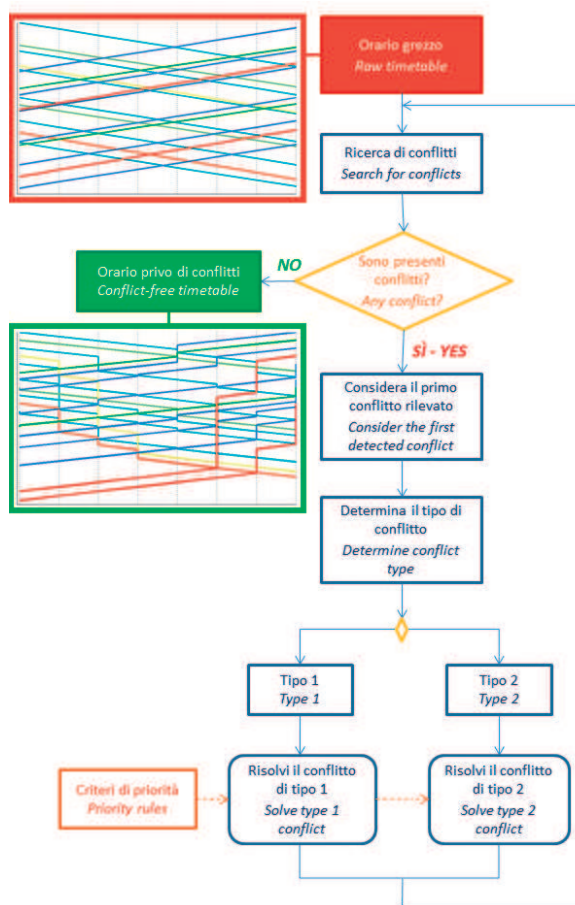 Orario grezzo
Raw timetable
Ricerca di conflitti
Search for conflicts
Sono presenti
conflitti?
Any conflict?
NO
Orario privo di conflitti
Conflict-free timetable
SÌ - YES
Considera il primo
conflitto rilevato
Consider the first
detected conflict
Determina il tipo di
conflitto
Determine conflict
type
Tipo 1
Type 1
Tipo 2
Type 2
Criteri di priorità
Priority rules
Risolvi il conflitto
di tipo 1
Solve type 1
conflict
Risolvi il conflitto
di tipo 2
Solve type 2
conflict